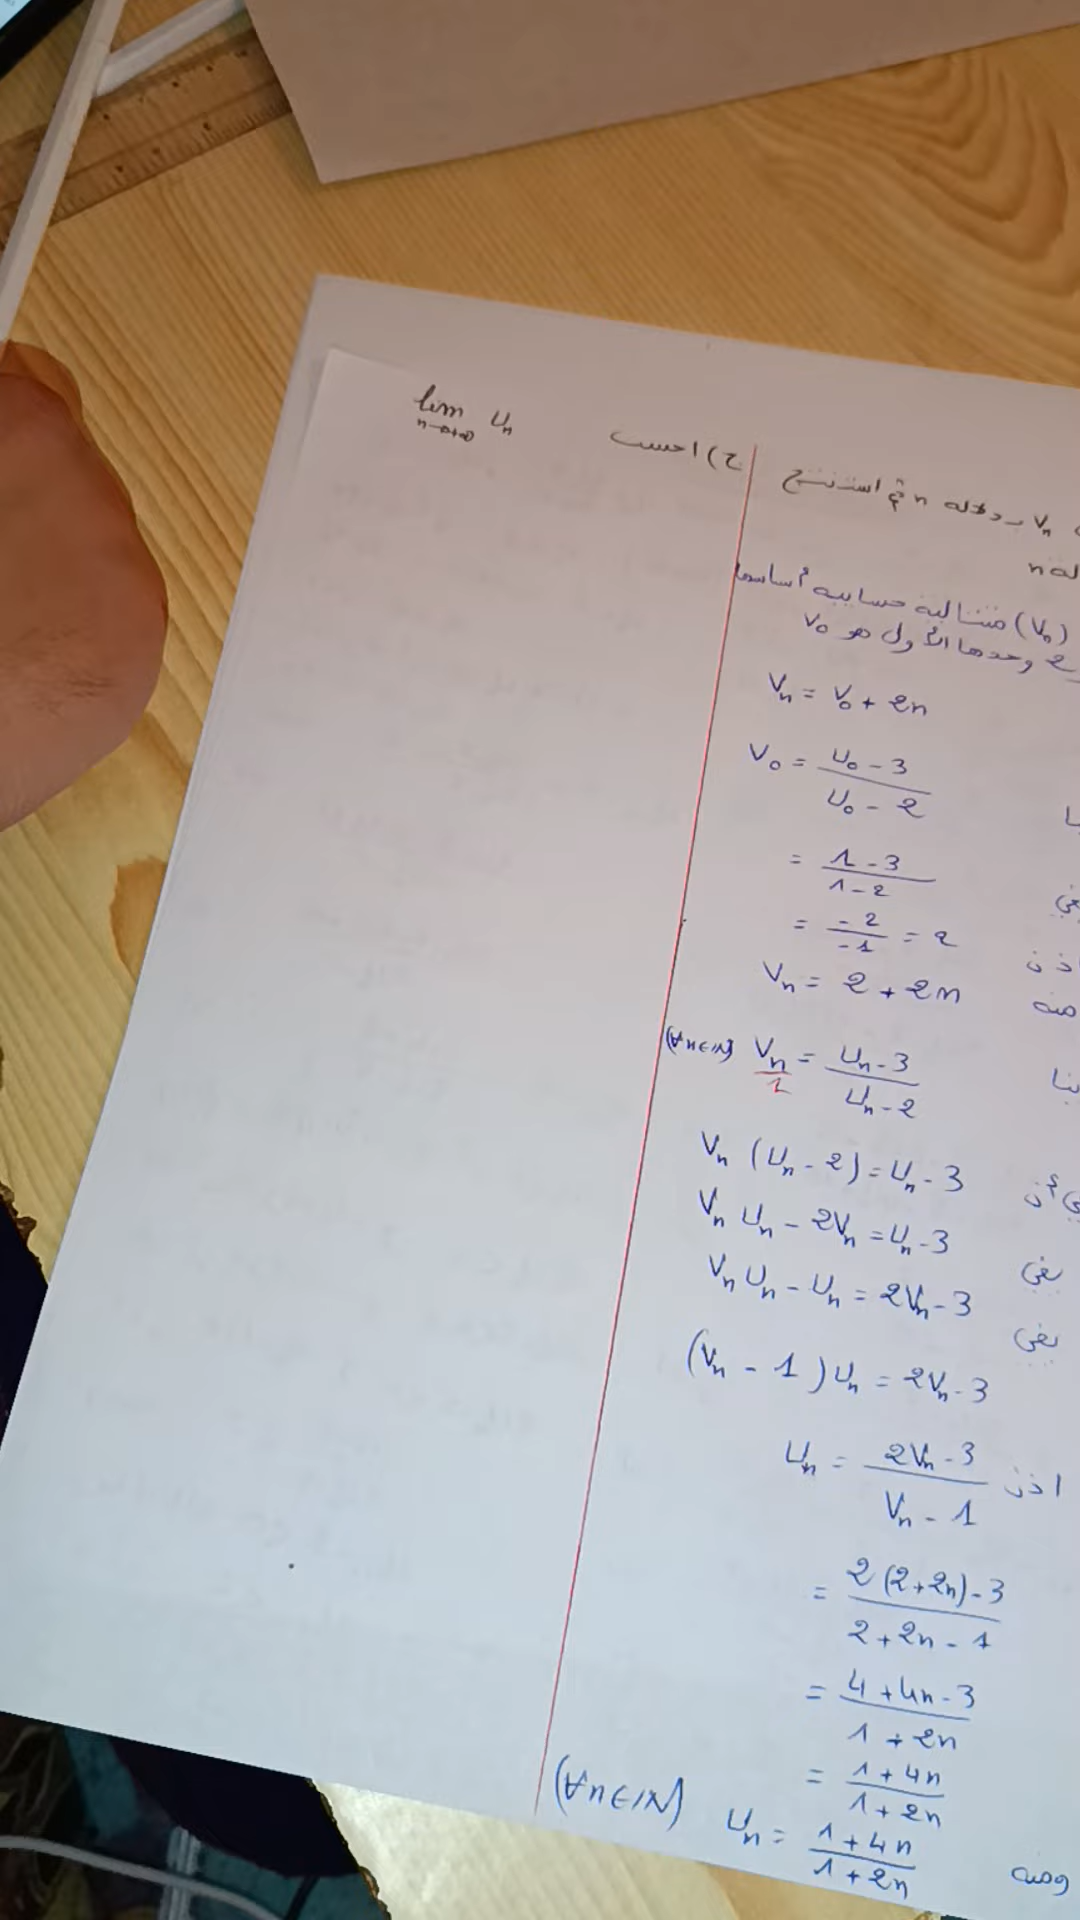 ج) احسب lim Uₙ
n→+∞
Vₙ بدلالة n ثم استنتج
n
(Vₙ) متتالية حسابية أساسها
2 وحدها الأول هو V₀
Vₙ = V₀ + 2n
V₀ = (U₀ - 3)/(U₀ - 2)
= (1 - 3)/(1 - 2)
= (-2)/(-1) = 2
Vₙ = 2 + 2n
(∀n∈ℕ) Vₙ/1 = (Uₙ - 3)/(Uₙ - 2)
Vₙ (Uₙ - 2) = Uₙ - 3
Vₙ Uₙ - 2Vₙ = Uₙ - 3
يعني
Vₙ Uₙ - Uₙ = 2Vₙ - 3
يعني
(Vₙ - 1) Uₙ = 2Vₙ - 3
اذن Uₙ = (2Vₙ - 3)/(Vₙ - 1)
= (2(2+2n) - 3)/(2 + 2n - 1)
= (4 + 4n - 3)/(1 + 2n)
= (1 + 4n)/(1 + 2n)
ومنه Uₙ = (1 + 4n)/(1 + 2n) (∀n∈ℕ)